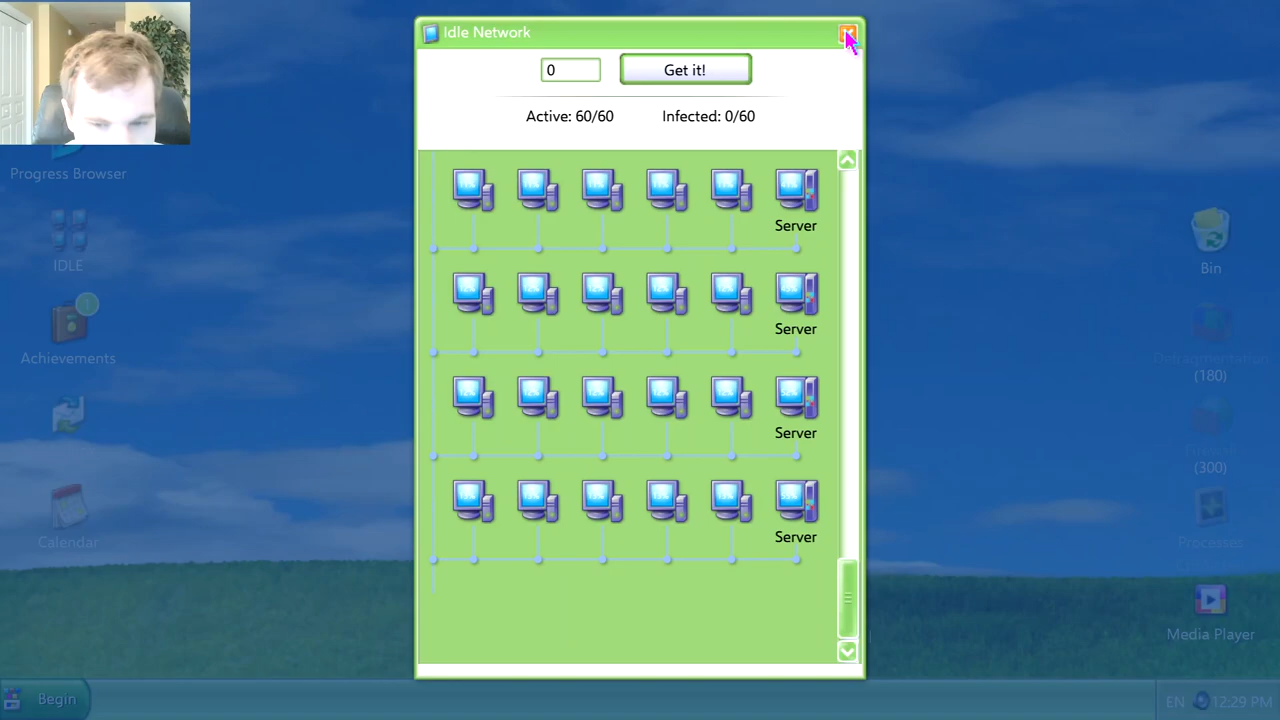 Idle Network
0
Get it!
Active: 60/60
Infected: 0/60
Progress Browser
IDLE
1
Achievements
Calendar
Server
Server
Server
Server
Bin
Defragmentation
(180)
(300)
Processes
Media Player
Begin
EN
12:29 PM